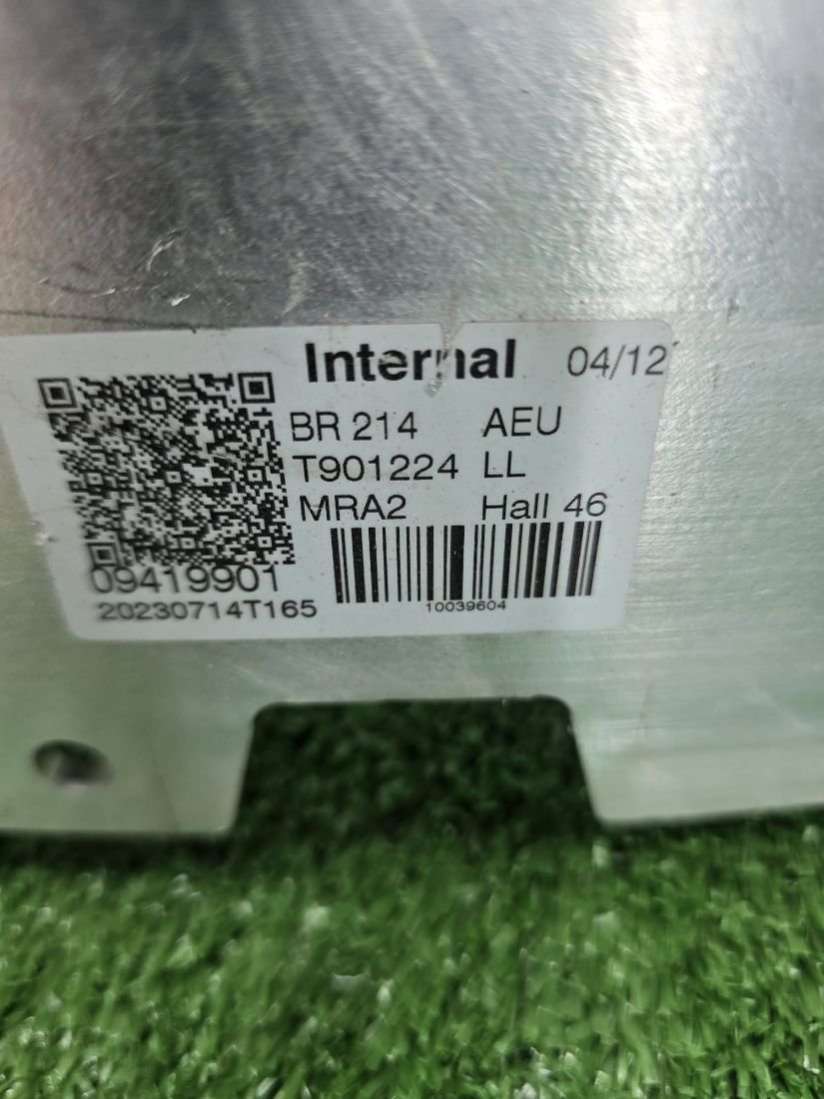 Internal 04/12
BR 214 AEU
T901224 LL
MRA2 Hall 46
09419901
20230714T165
10039604